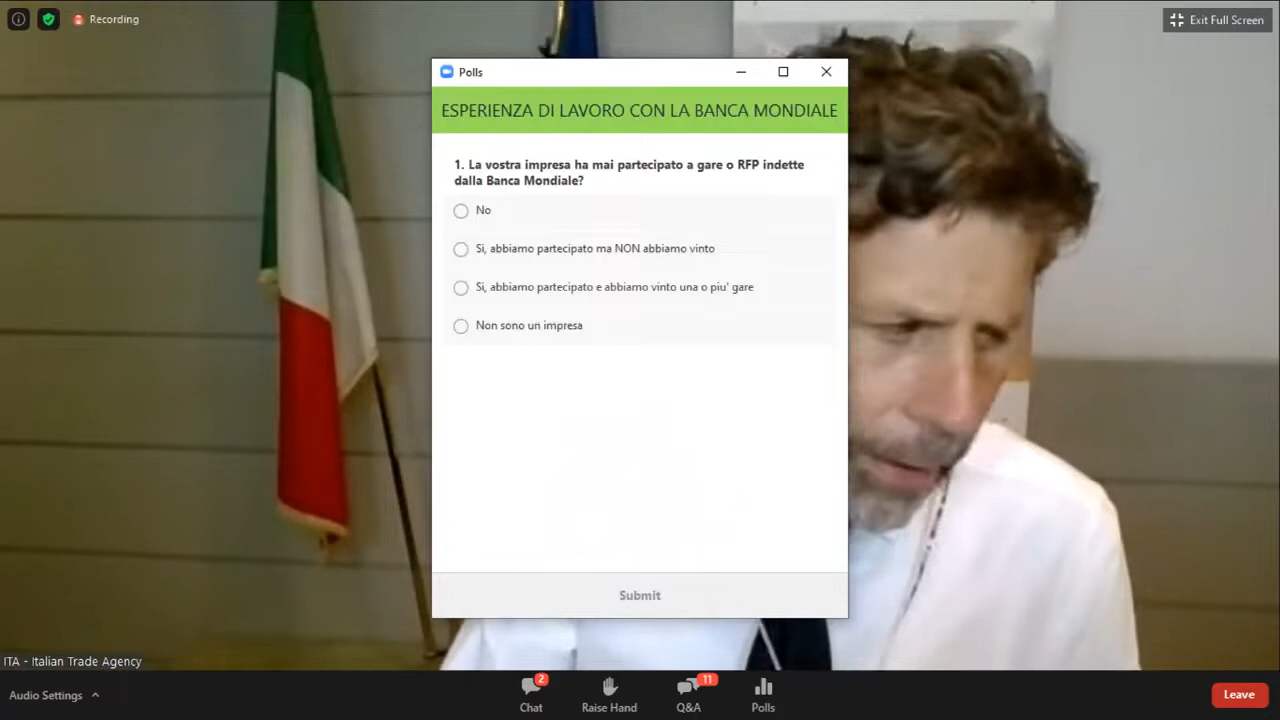 Recording
Exit Full Screen
Polls
ESPERIENZA DI LAVORO CON LA BANCA MONDIALE
1. La vostra impresa ha mai partecipato a gare o RFP indette
dalla Banca Mondiale?
No
Si, abbiamo partecipato ma NON abbiamo vinto
Si, abbiamo partecipato e abbiamo vinto una o piu' gare
Non sono un impresa
Submit
ITA - Italian Trade Agency
Audio Settings
2
11
Chat
Raise Hand
Q&A
Polls
Leave